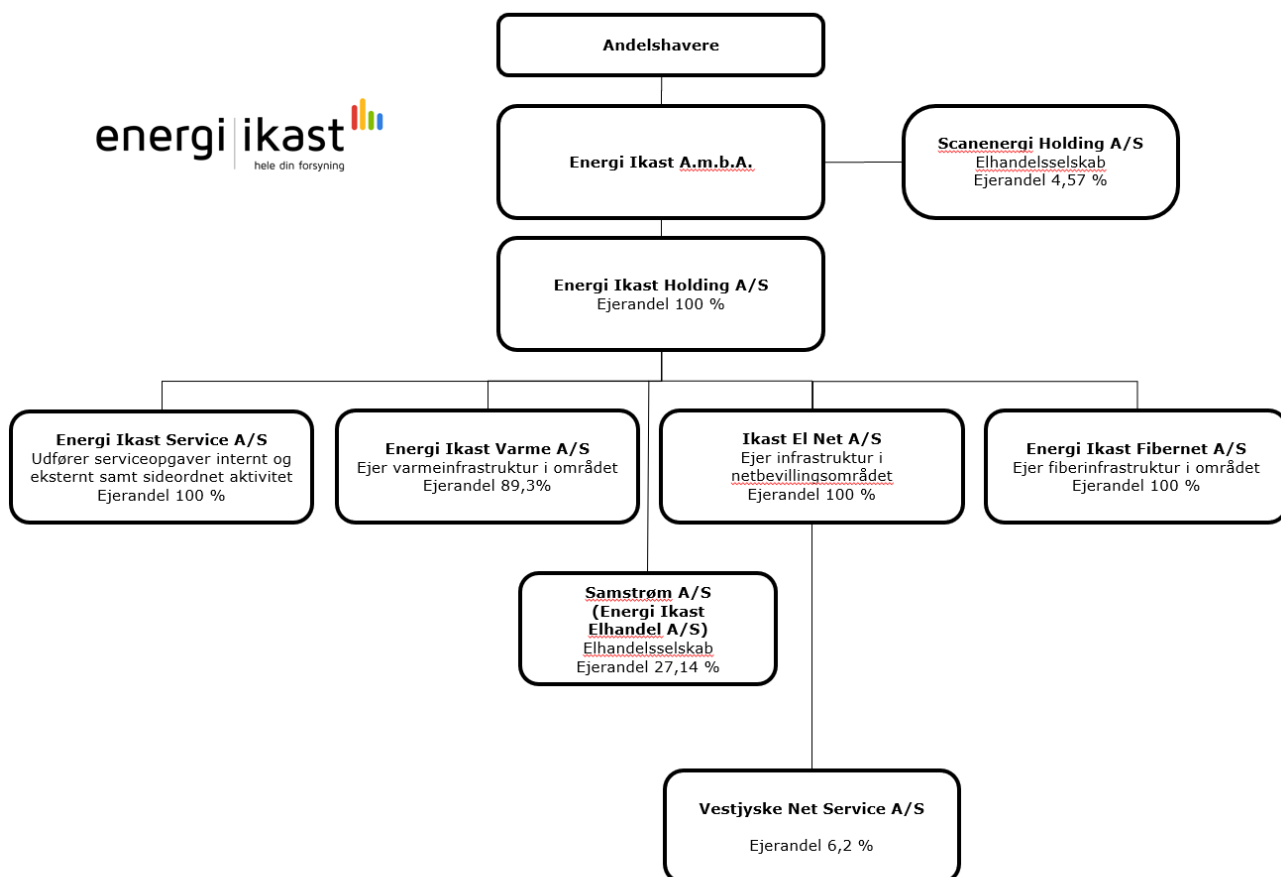 Andelshavere
energi ikast
hele din forsyning
Energi Ikast A.m.b.A.
Scanenergi Holding A/S
Elhandelsselskab
Ejerandel 4,57 %
Energi Ikast Holding A/S
Ejerandel 100 %
Energi Ikast Service A/S
Udfører serviceopgaver internt og
eksternt samt sideordnet aktivitet
Ejerandel 100 %
Energi Ikast Varme A/S
Ejer varmeinfrastruktur i området
Ejerandel 89,3%
Ikast El Net A/S
Ejer infrastruktur i
netbevillingsområdet
Ejerandel 100 %
Energi Ikast Fibernet A/S
Ejer fiberinfrastruktur i området
Ejerandel 100 %
Samstrøm A/S
(Energi Ikast
Elhandel A/S)
Elhandelsselskab
Ejerandel 27,14 %
Vestjyske Net Service A/S
Ejerandel 6,2 %